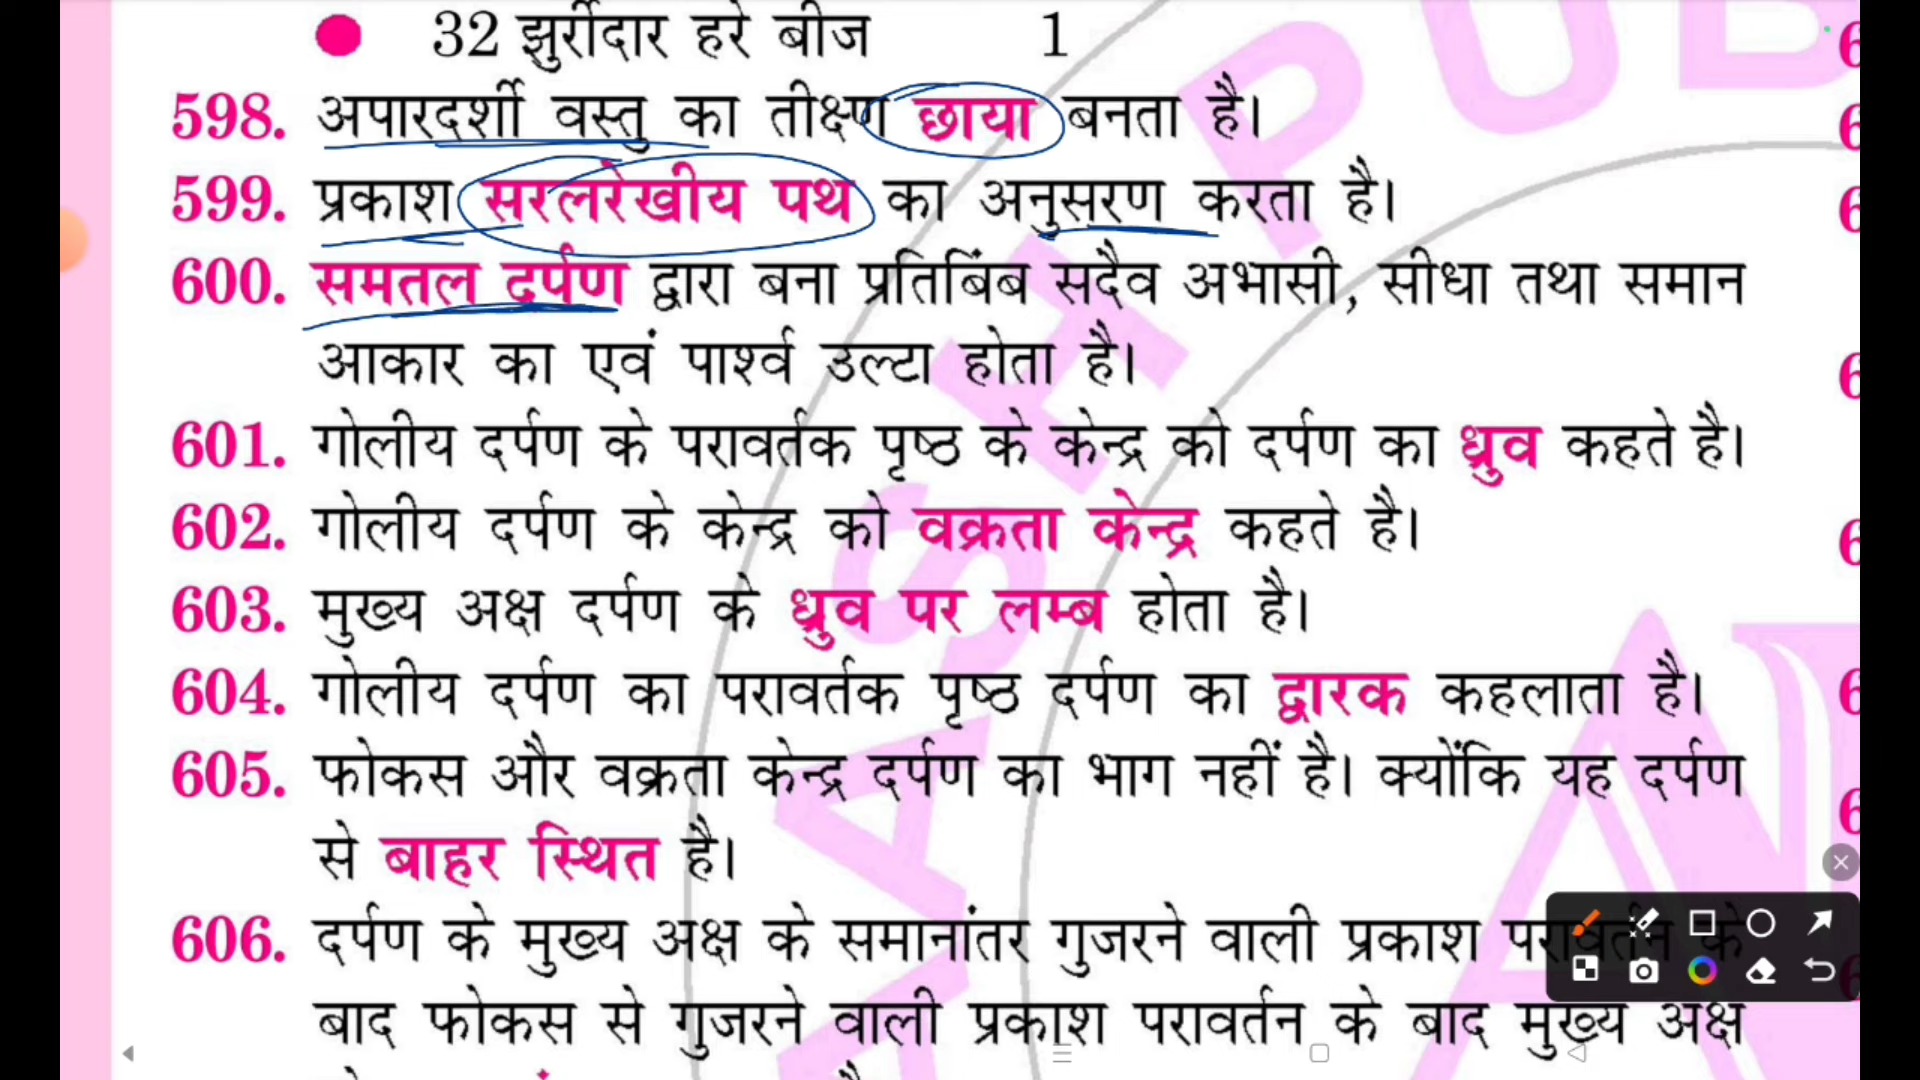 32 झुर्रीदार हरे बीज 1
598. अपारदर्शी वस्तु का तीक्ष्ण छाया बनता है।
599. प्रकाश सरलरेखीय पथ का अनुसरण करता है।
600. समतल दर्पण द्वारा बना प्रतिबिंब सदैव अभासी, सीधा तथा समान
आकार का एवं पार्श्व उल्टा होता है।
601. गोलीय दर्पण के परावर्तक पृष्ठ के केन्द्र को दर्पण का ध्रुव कहते है।
602. गोलीय दर्पण के केन्द्र को वक्रता केन्द्र कहते है।
603. मुख्य अक्ष दर्पण के ध्रुव पर लम्ब होता है।
604. गोलीय दर्पण का परावर्तक पृष्ठ दर्पण का द्वारक कहलाता है।
605. फोकस और वक्रता केन्द्र दर्पण का भाग नहीं है। क्योंकि यह दर्पण
से बाहर स्थित है।
606. दर्पण के मुख्य अक्ष के समानांतर गुजरने वाली प्रकाश परावर्तन के
बाद फोकस से गुजरने वाली प्रकाश परावर्तन के बाद मुख्य अक्ष